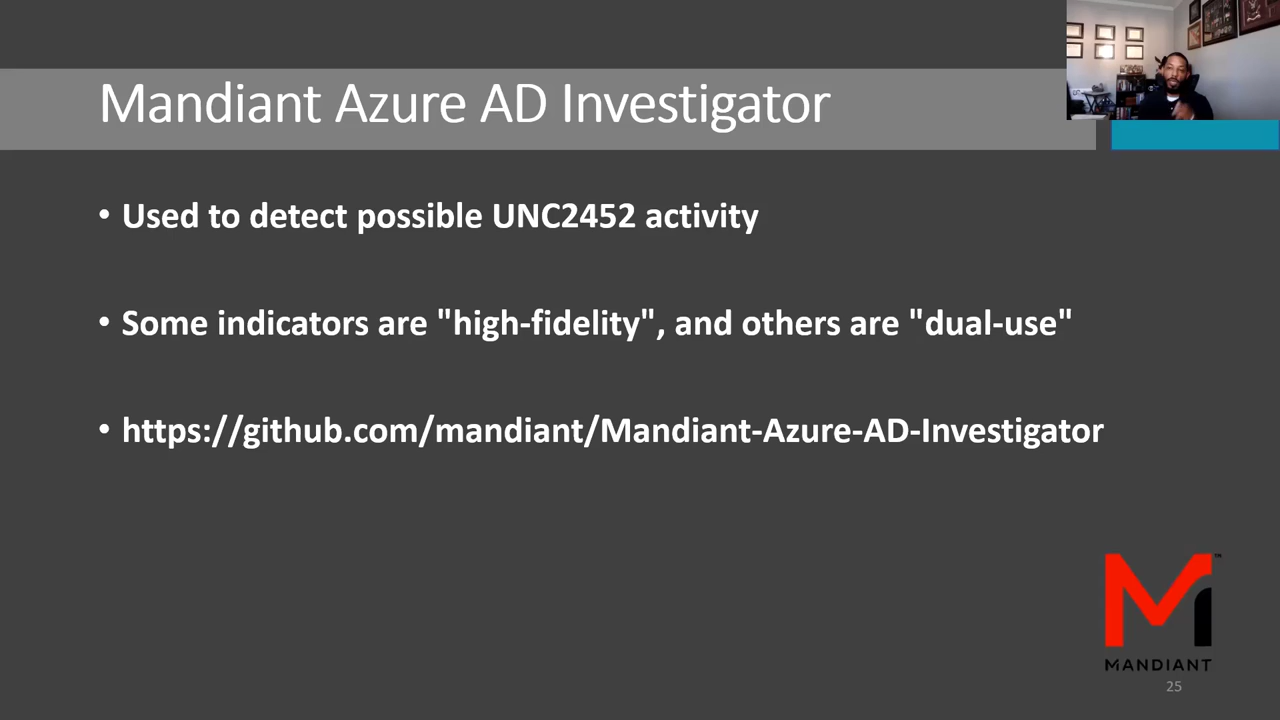 Mandiant Azure AD Investigator
• Used to detect possible UNC2452 activity
• Some indicators are "high-fidelity", and others are "dual-use"
• https://github.com/mandiant/Mandiant-Azure-AD-Investigator
MANDIANT
25